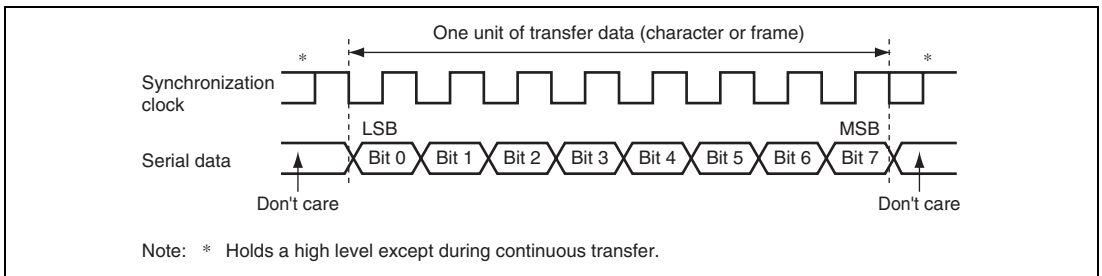 One unit of transfer data (character or frame)
* *
Synchronization
clock
LSB MSB
Serial data Bit 0 Bit 1 Bit 2 Bit 3 Bit 4 Bit 5 Bit 6 Bit 7
Don't care Don't care
Note: * Holds a high level except during continuous transfer.